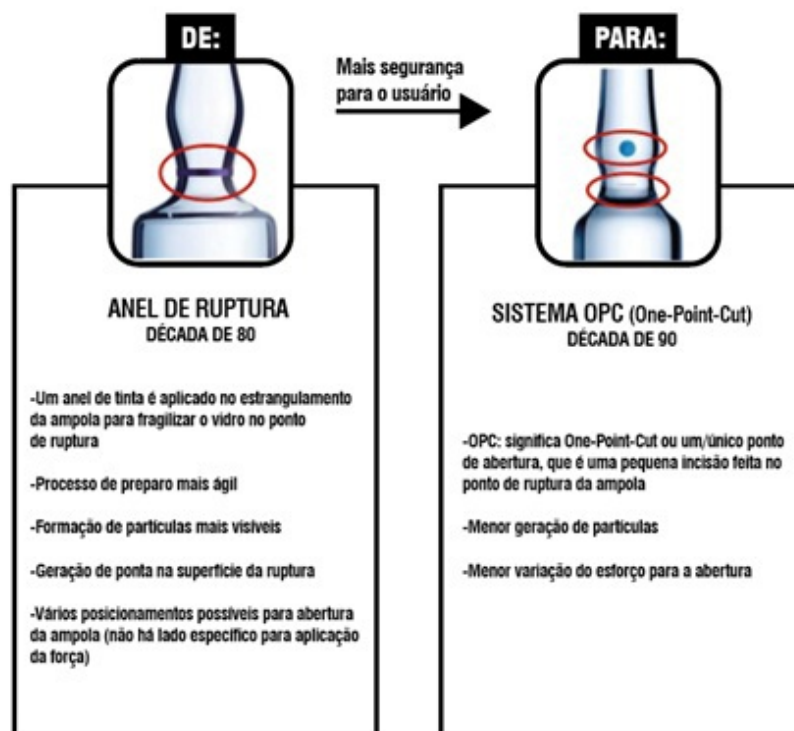 DE:
Mais segurança
para o usuário
PARA:
ANEL DE RUPTURA
DÉCADA DE 80
-Um anel de tinta é aplicado no estrangulamento
da ampola para fragilizar o vidro no ponto
de ruptura
-Processo de preparo mais ágil
-Formação de partículas mais visíveis
-Geração de ponta na superfície da ruptura
-Vários posicionamentos possíveis para abertura
da ampola (não há lado específico para aplicação
da força)
SISTEMA OPC (One-Point-Cut)
DÉCADA DE 90
-OPC: significa One-Point-Cut ou um/único ponto
de abertura, que é uma pequena incisão feita no
ponto de ruptura da ampola
-Menor geração de partículas
-Menor variação do esforço para a abertura